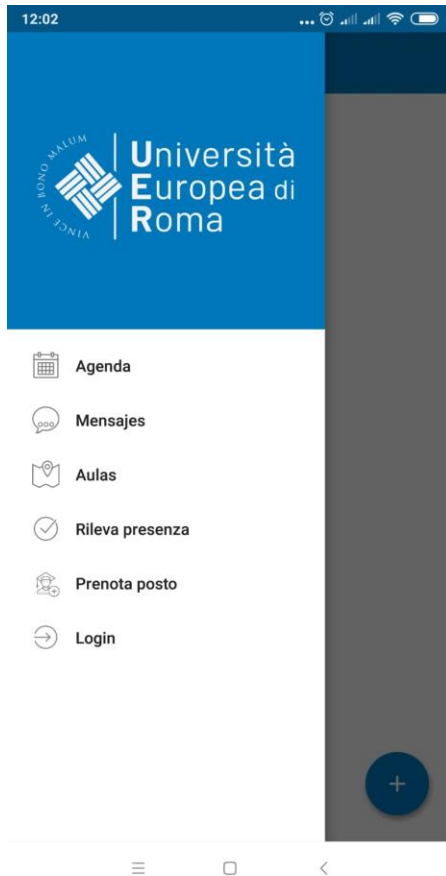 12:02
VINCE IN BONO MALUM
Università
Europea di
Roma
Agenda
Mensajes
Aulas
Rileva presenza
Prenota posto
Login